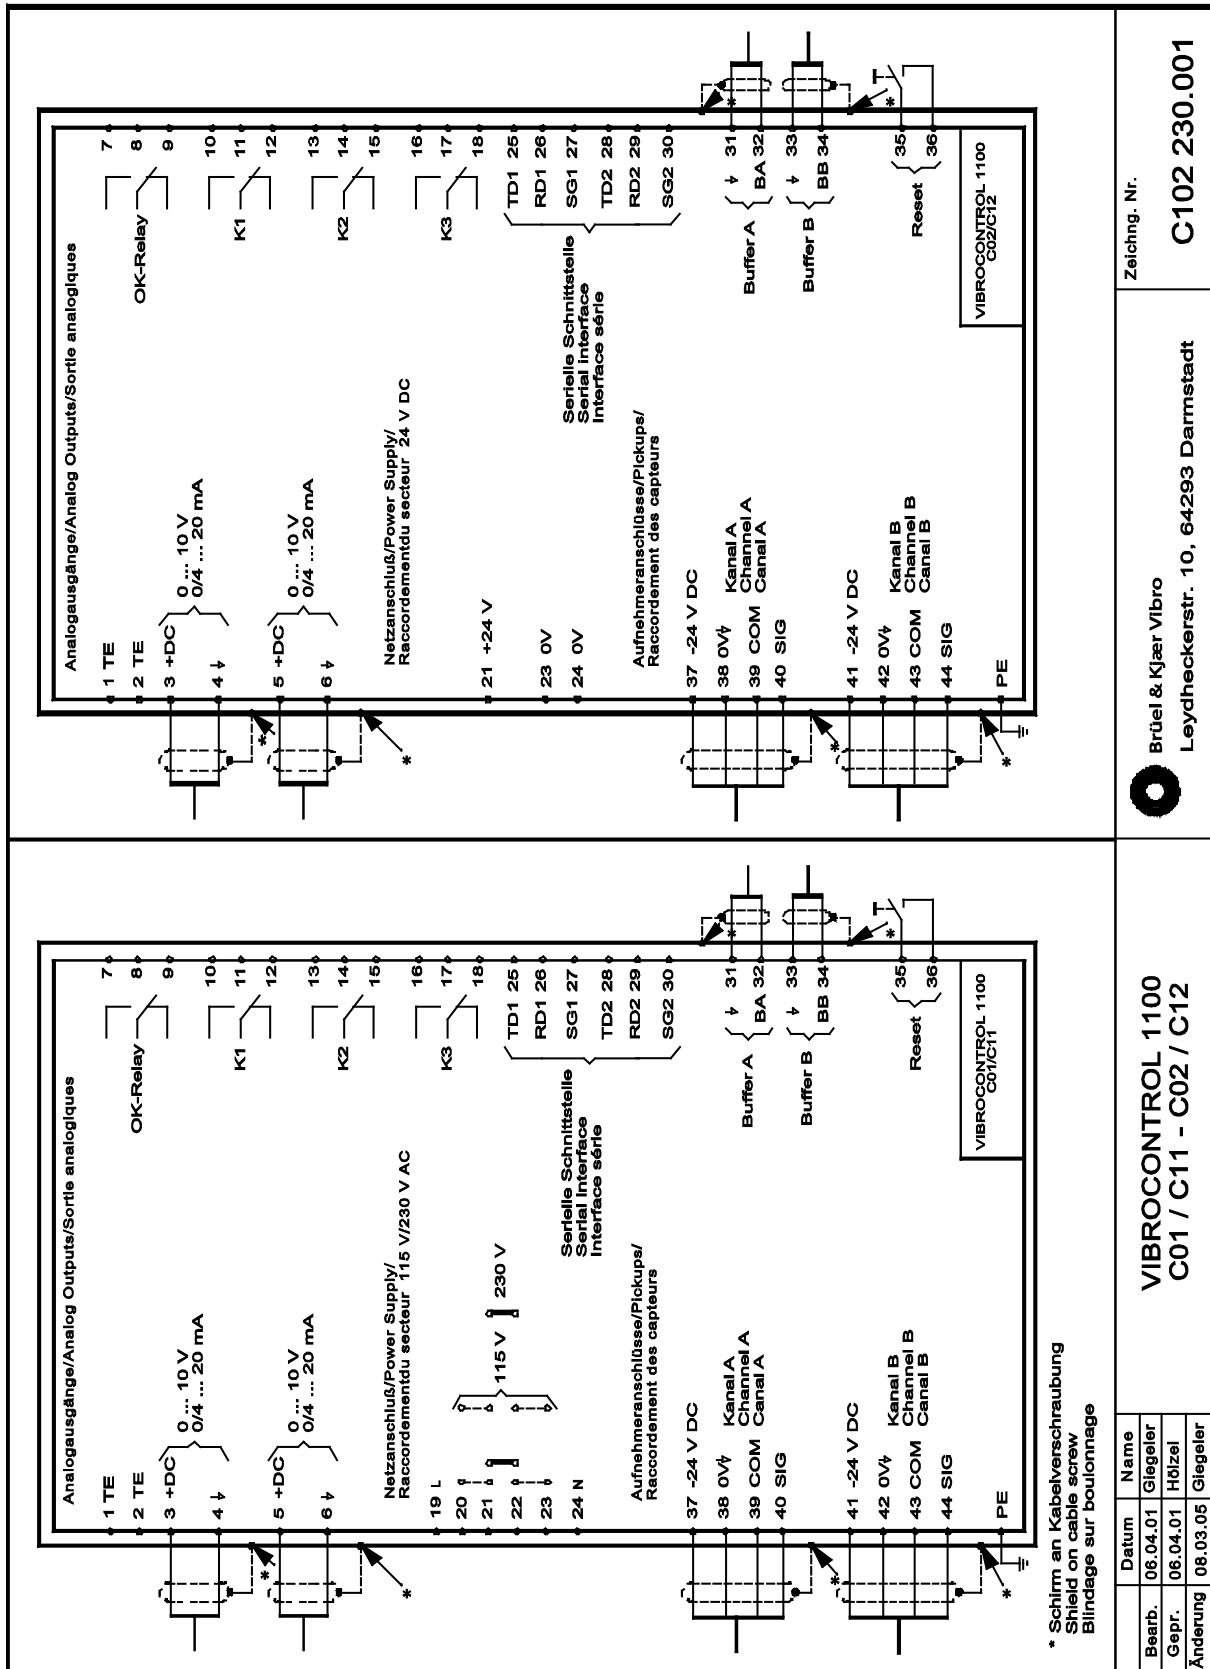 Analogausgänge/Analog Outputs/Sortie analogiques
1 TE
2 TE
3 +DC
4
0 ... 10 V
0/4 ... 20 mA
5 +DC
6
0 ... 10 V
0/4 ... 20 mA
Netzanschluß/Power Supply/
Raccordementdu secteur 115 V/230 V AC
19 L
20
21
22
23
24 N
115 V
230 V
Aufnehmeranschlüsse/Pickups/
Raccordement des capteurs
37 -24 V DC
38 0V
39 COM
40 SIG
Kanal A
Channel A
Canal A
41 -24 V DC
42 0V
43 COM
44 SIG
Kanal B
Channel B
Canal B
PE
OK-Relay
7
8
9
K1
10
11
12
K2
13
14
15
K3
16
17
18
Serielle Schnittstelle
Serial Interface
Interface série
TD1 25
RD1 26
SG1 27
TD2 28
RD2 29
SG2 30
Buffer A
31
BA 32
Buffer B
33
BB 34
Reset
35
36
VIBROCONTROL 1100
C01/C11
* * * * * * *
Analogausgänge/Analog Outputs/Sortie analogiques
1 TE
2 TE
3 +DC
4
0 ... 10 V
0/4 ... 20 mA
5 +DC
6
0 ... 10 V
0/4 ... 20 mA
Netzanschluß/Power Supply/
Raccordementdu secteur 24 V DC
21 +24 V
23 0V
24 0V
Aufnehmeranschlüsse/Pickups/
Raccordement des capteurs
37 -24 V DC
38 0V
39 COM
40 SIG
Kanal A
Channel A
Canal A
41 -24 V DC
42 0V
43 COM
44 SIG
Kanal B
Channel B
Canal B
PE
OK-Relay
7
8
9
K1
10
11
12
K2
13
14
15
K3
16
17
18
Serielle Schnittstelle
Serial interface
Interface série
TD1 25
RD1 26
SG1 27
TD2 28
RD2 29
SG2 30
Buffer A
31
BA 32
Buffer B
33
BB 34
Reset
35
36
VIBROCONTROL 1100
C02/C12
* Schirm an Kabelverschraubung
Shield on cable screw
Blindage sur boulonnage
Datum Name
Bearb. 06.04.01 Giegeler
Gepr. 06.04.01 Hölzel
Änderung 08.03.05 Giegeler
VIBROCONTROL 1100
C01 / C11 - C02 / C12
Brüel & Kjær Vibro
Leydheckerstr. 10, 64293 Darmstadt
Zeichng. Nr.
C102 230.001